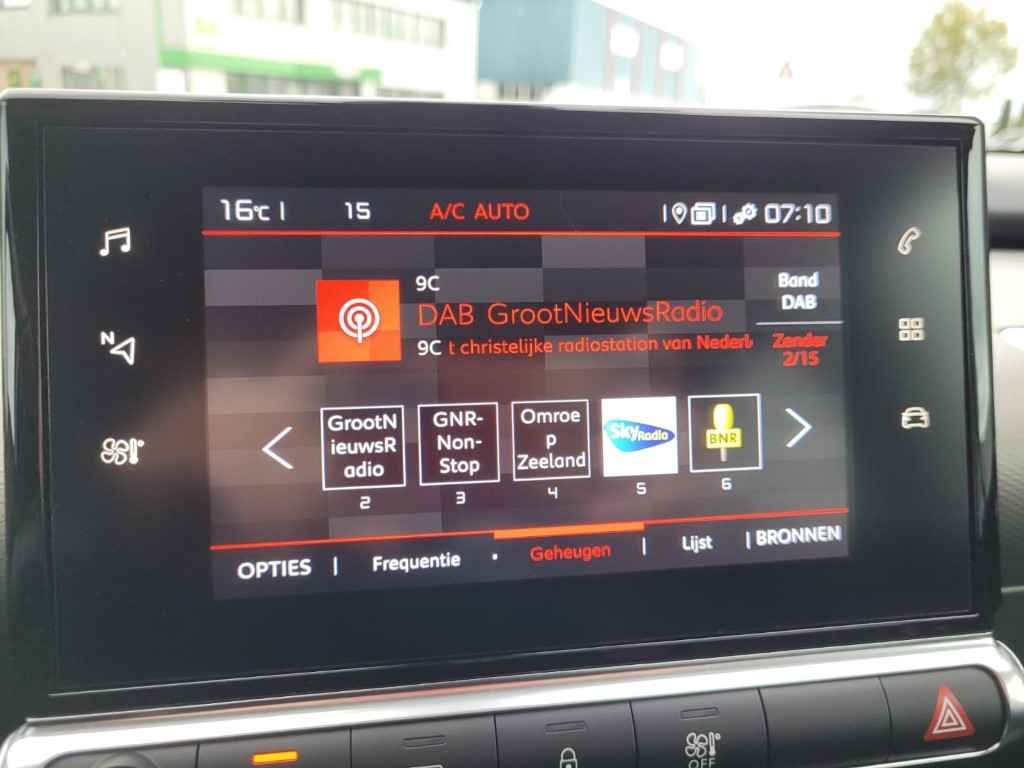 16°C
15
A/C AUTO
07:10
9C
DAB GrootNieuwsRadio
9C t christelijke radiostation van Nederl
Band
DAB
Zender
2/15
N
GrootN
ieuwsR
adio
2
GNR-
Non-
Stop
3
Omroe
p
Zeeland
4
Sky Radio
5
BNR
6
OPTIES
Frequentie
Geheugen
Lijst
BRONNEN
OFF